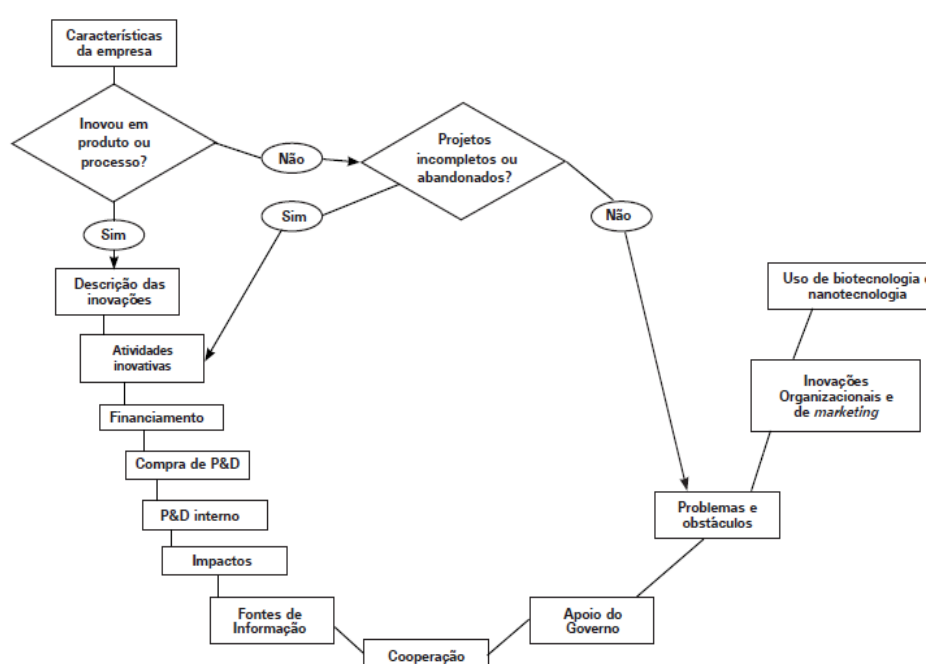 Características
da empresa
Inovou em
produto ou
processo?
Não
Projetos
incompletos ou
abandonados?
Sim
Não
Sim
Descrição das
inovações
Atividades
inovativas
Financiamento
Compra de P&D
P&D interno
Impactos
Fontes de
Informação
Cooperação
Apoio do
Governo
Problemas e
obstáculos
Inovações
Organizacionais e
de marketing
Uso de biotecnologia
nanotecnologia